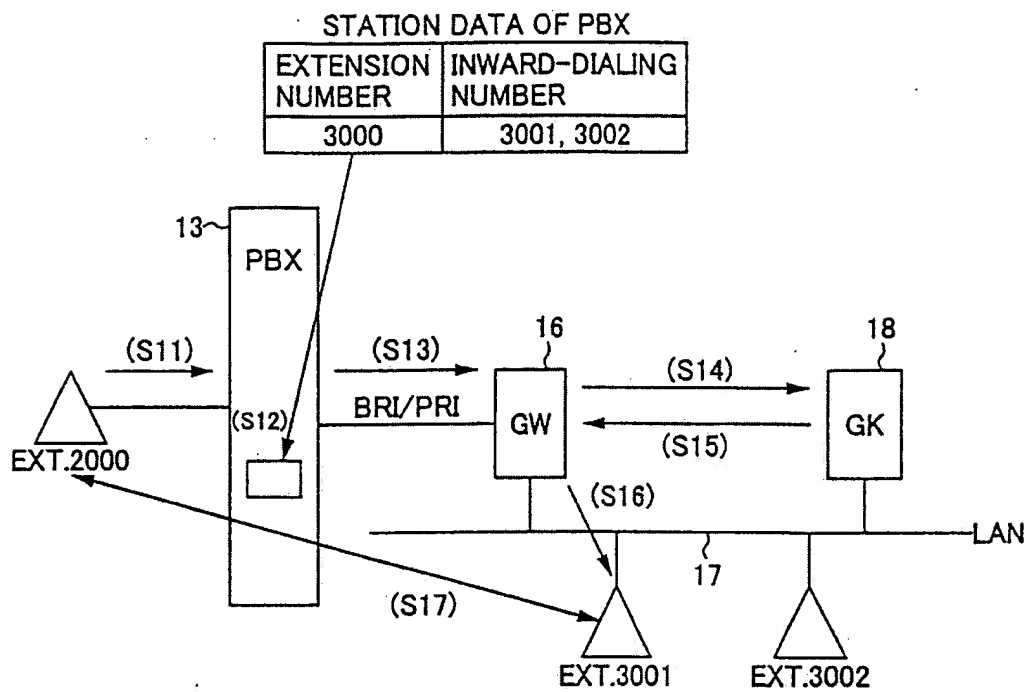 STATION DATA OF PBX
EXTENSION NUMBER
INWARD-DIALING NUMBER
3000
3001, 3002
13
PBX
16
18
(S11)
(S13)
(S14)
BRI/PRI
GW
GK
(S12)
(S15)
EXT.2000
(S16)
LAN
17
(S17)
EXT.3001
EXT.3002